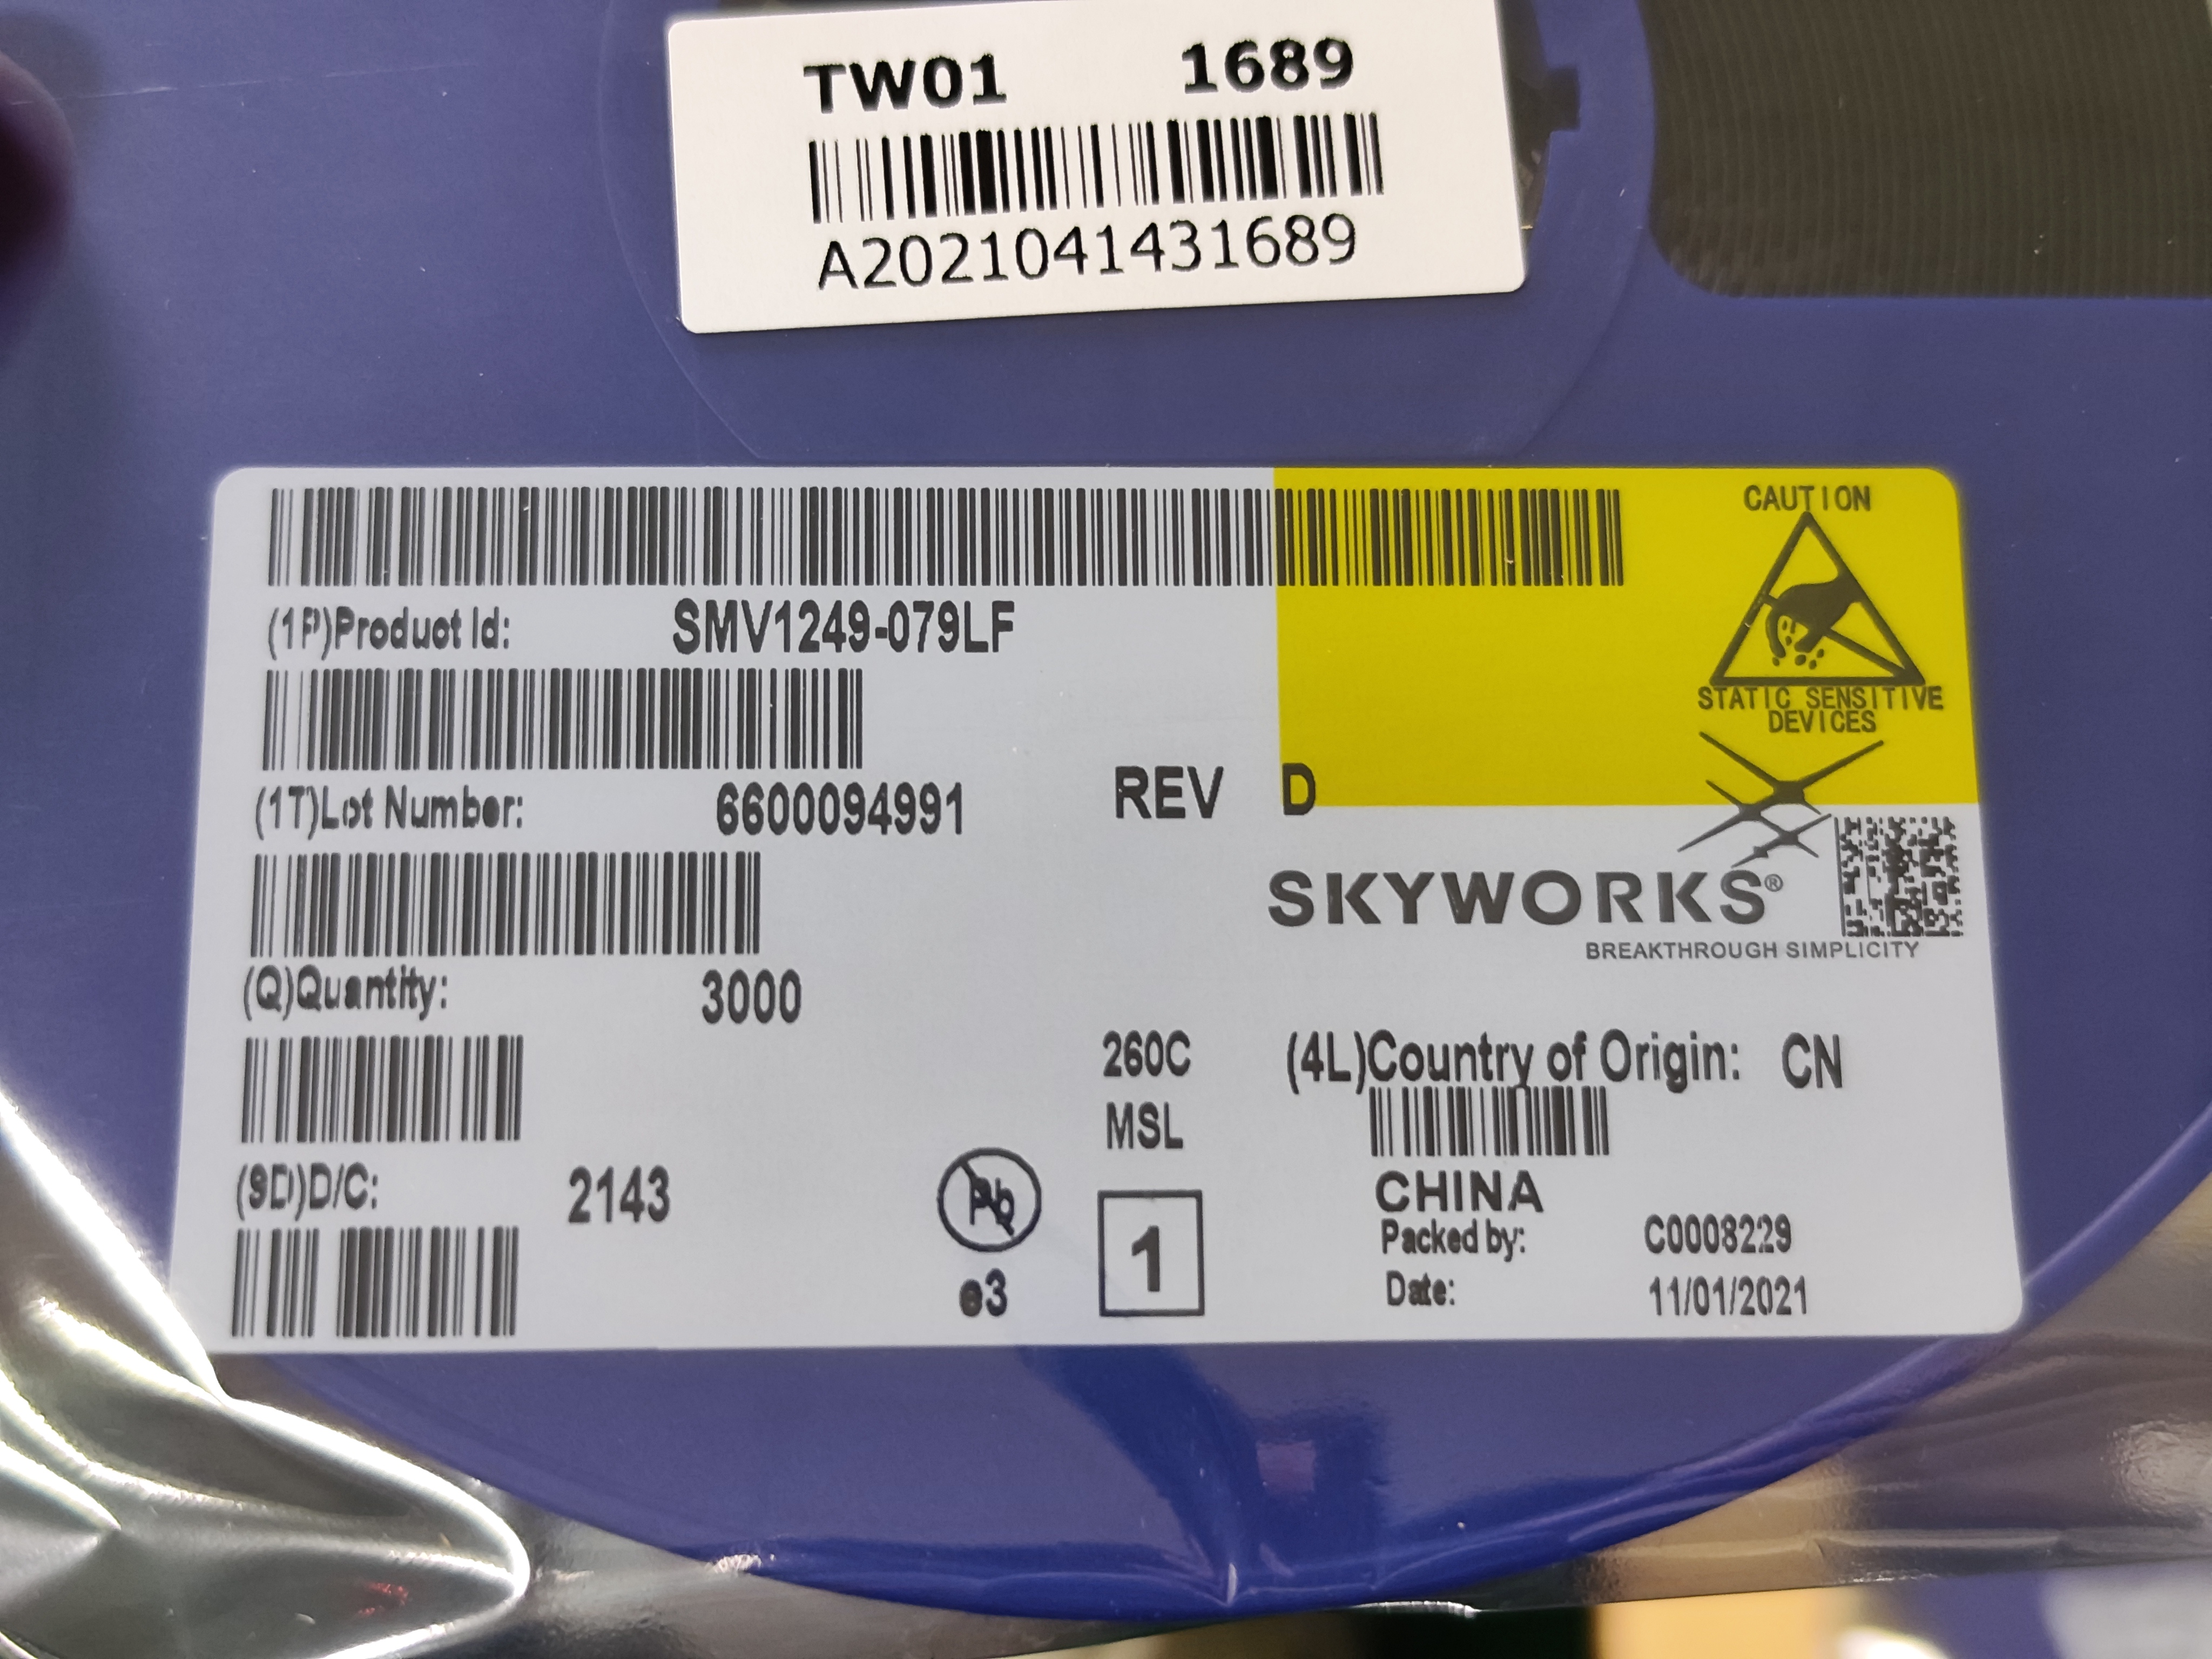 TW01 1689
A2021041431689
CAUTION
STATIC SENSITIVE
DEVICES
(1P)Product Id: SMV1249-079LF
(1T)Lot Number: 6600094991 REV D
SKYWORKS®
BREAKTHROUGH SIMPLICITY
(Q)Quantity: 3000
260C (4L)Country of Origin: CN
MSL
(9D)D/C: 2143
Pb
e3
1
CHINA
Packed by: C0008229
Date: 11/01/2021